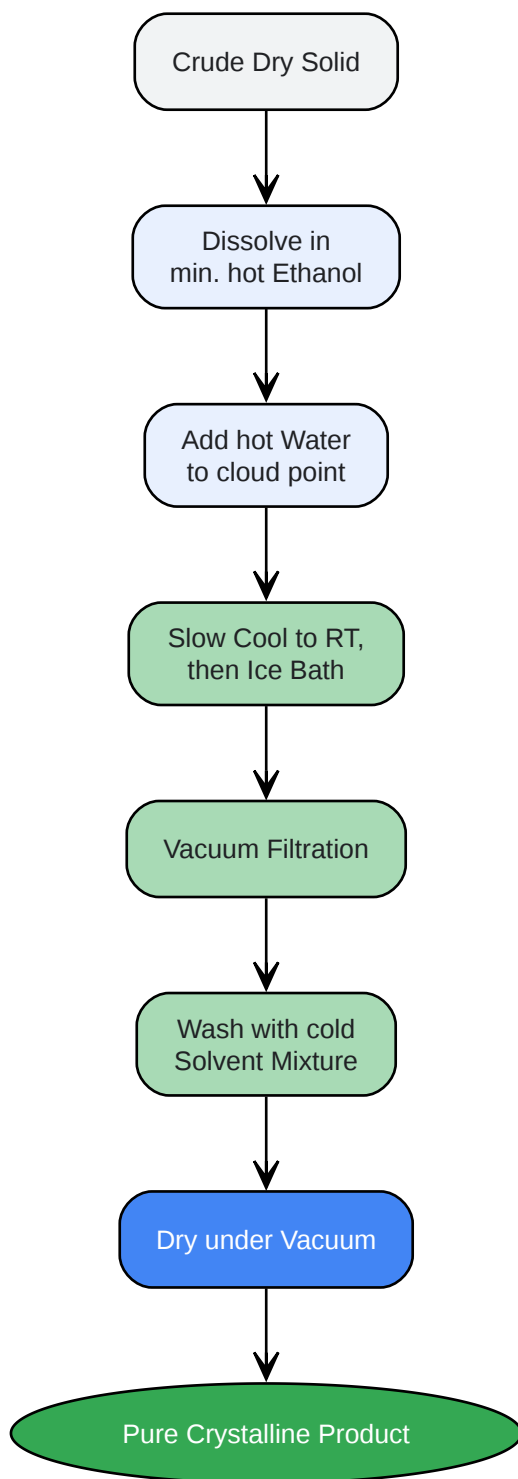 Crude Dry Solid
Dissolve in
min. hot Ethanol
Add hot Water
to cloud point
Slow Cool to RT,
then Ice Bath
Vacuum Filtration
Wash with cold
Solvent Mixture
Dry under Vacuum
Pure Crystalline Product